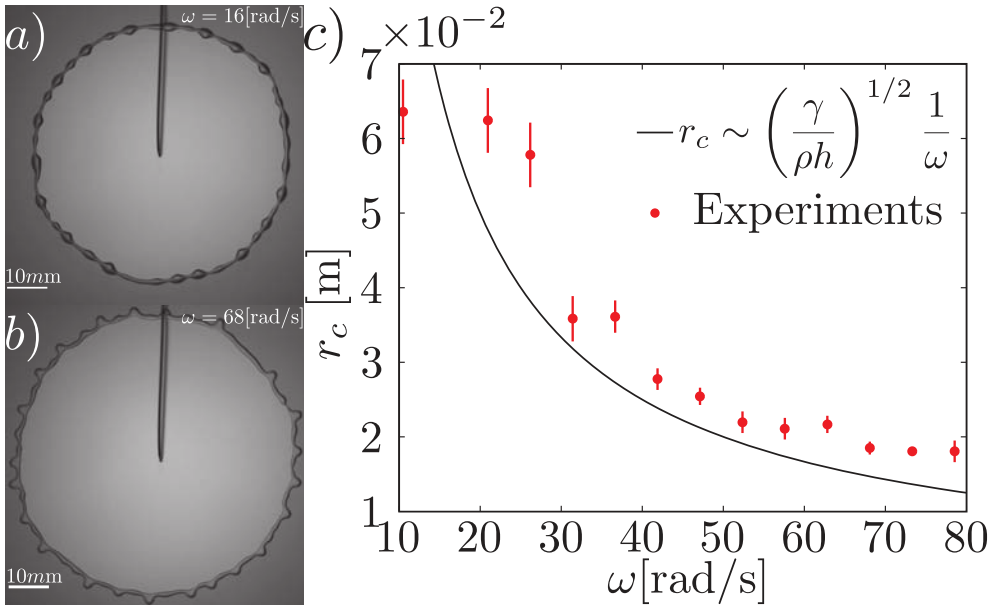 a)
ω = 16[rad/s]
10mm
b)
ω = 68[rad/s]
10mm
c)
×10⁻²
7
6
5
4
3
2
1
r_c [m]
10 20 30 40 50 60 70 80
ω[rad/s]
r_c ∼ (γ/ρh)^{1/2} 1/ω
Experiments